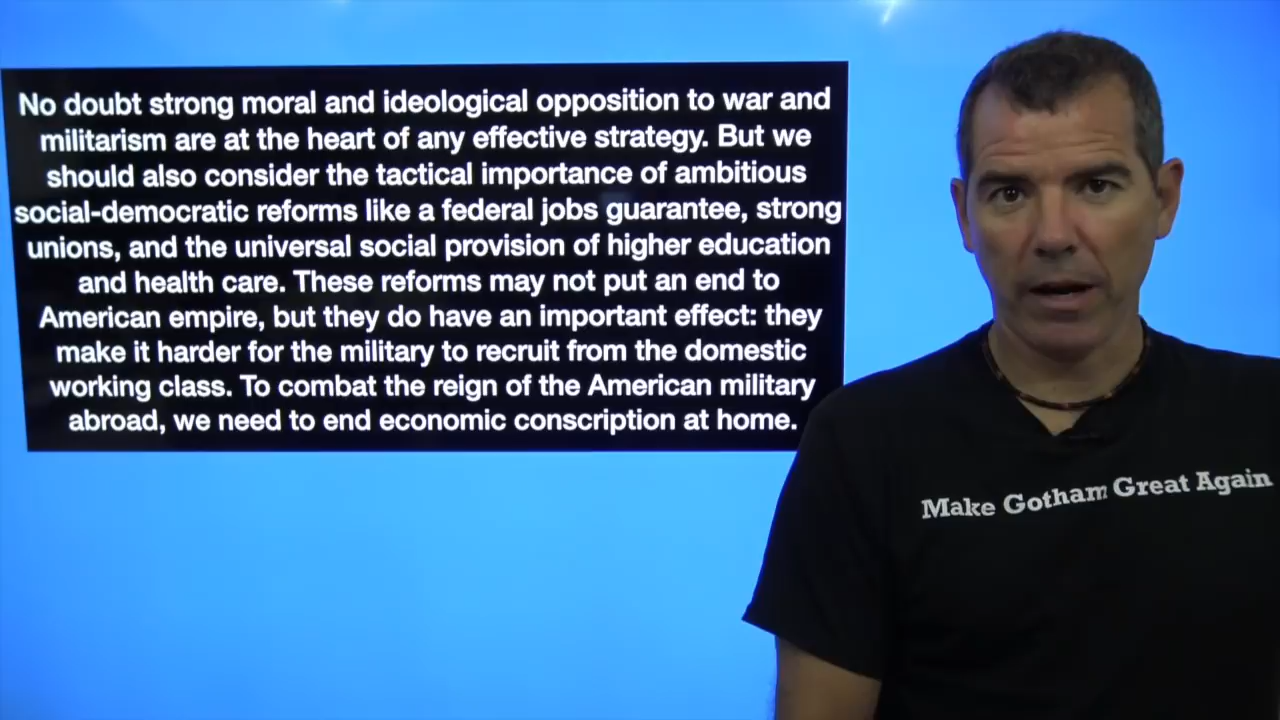 No doubt strong moral and ideological opposition to war and
militarism are at the heart of any effective strategy. But we
should also consider the tactical importance of ambitious
social-democratic reforms like a federal jobs guarantee, strong
unions, and the universal social provision of higher education
and health care. These reforms may not put an end to
American empire, but they do have an important effect: they
make it harder for the military to recruit from the domestic
working class. To combat the reign of the American military
abroad, we need to end economic conscription at home.
Make Gotham Great Again